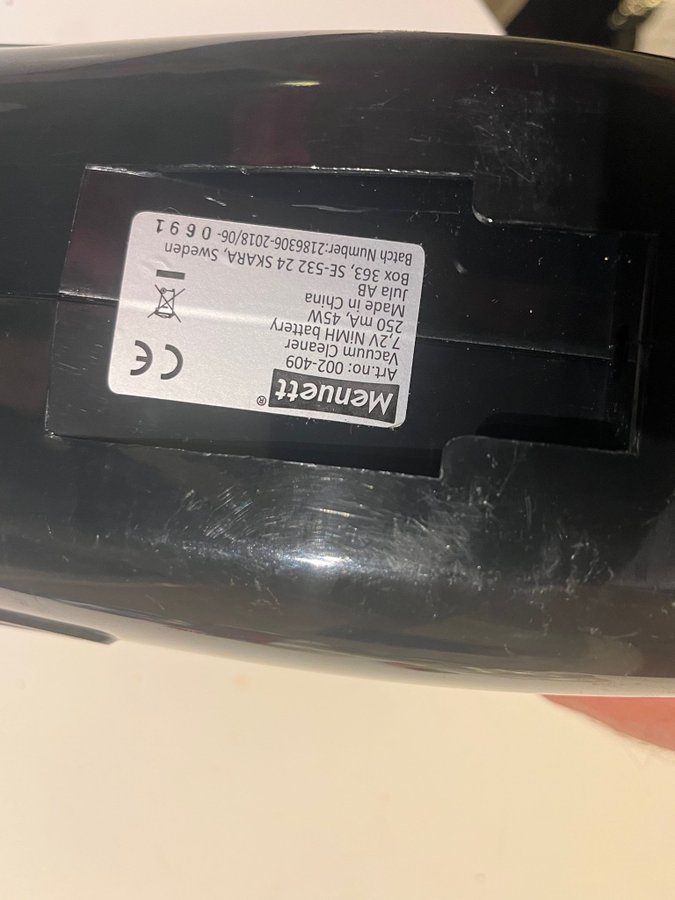 Menuett®
Art.no: 002-409
Vacuum Cleaner
7.2V NiMH battery
250 mA, 45W
Made in China
Jula AB
Box 363, SE-532 24 SKARA, Sweden
Batch Number:2186306-2018/06-0691
CE